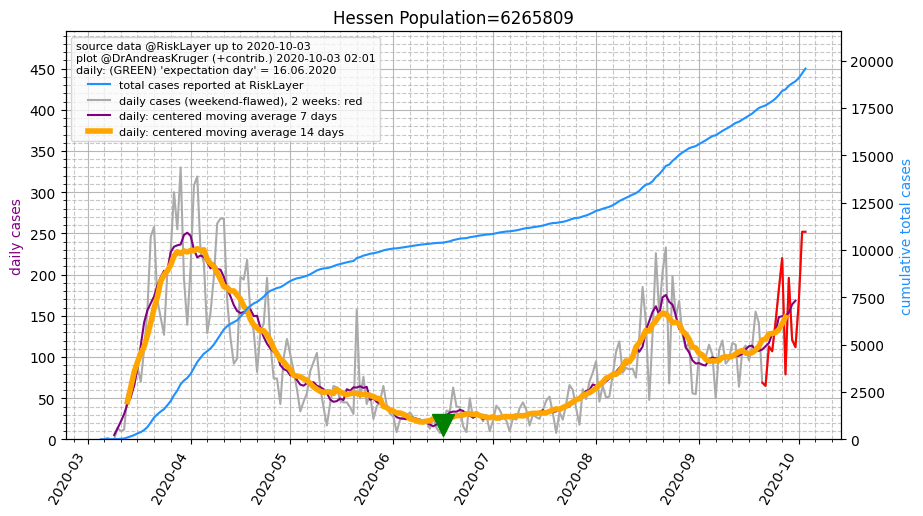 Hessen Population=6265809
source data @RiskLayer up to 2020-10-03
plot @DrAndreasKruger (+contrib.) 2020-10-03 02:01
daily: (GREEN) 'expectation day' = 16.06.2020
total cases reported at RiskLayer
daily cases (weekend-flawed), 2 weeks: red
daily: centered moving average 7 days
daily: centered moving average 14 days
daily cases
450
400
350
300
250
200
150
100
50
0
20000
17500
15000
12500
10000
7500
5000
2500
0
cumulative total cases
2020-03
2020-04
2020-05
2020-06
2020-07
2020-08
2020-09
2020-10